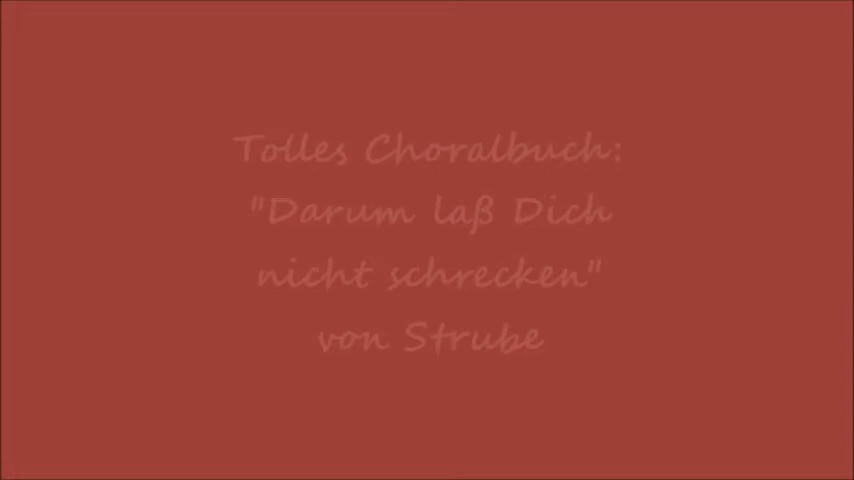 Tolles Choralbuch:
"Darum laß Dich
nicht schrecken"
von Strube